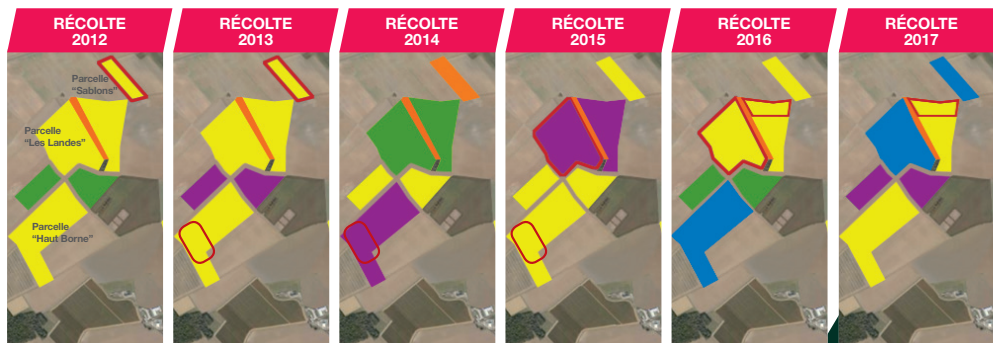 RÉCOLTE
2012
RÉCOLTE
2013
RÉCOLTE
2014
RÉCOLTE
2015
RÉCOLTE
2016
RÉCOLTE
2017
Parcelle
“Sablons”
Parcelle
“Les Landes”
Parcelle
“Haut Borne”